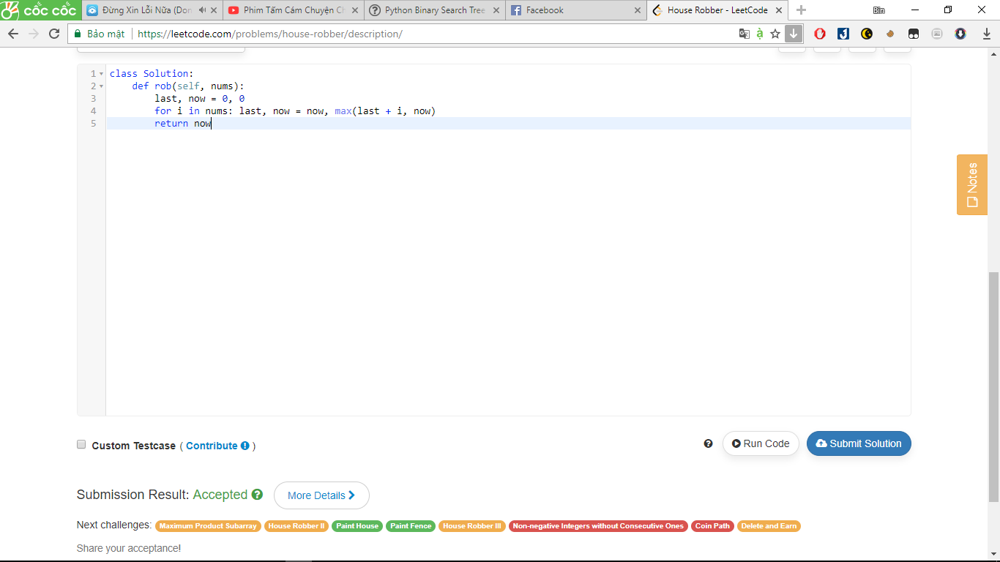 cốc cốc
Đừng Xin Lỗi Nữa (Don
Phim Tấm Cám Chuyện Ch
Python Binary Search Tree
Facebook
House Robber - LeetCode
Bin
Bảo mật
https://leetcode.com/problems/house-robber/description/
1 class Solution:
2     def rob(self, nums):
3         last, now = 0, 0
4         for i in nums: last, now = now, max(last + i, now)
5         return now
Notes
Custom Testcase ( Contribute )
Run Code
Submit Solution
Submission Result: Accepted
More Details
Next challenges: Maximum Product Subarray House Robber II Paint House Paint Fence House Robber III Non-negative Integers without Consecutive Ones Coin Path Delete and Earn
Share your acceptance!